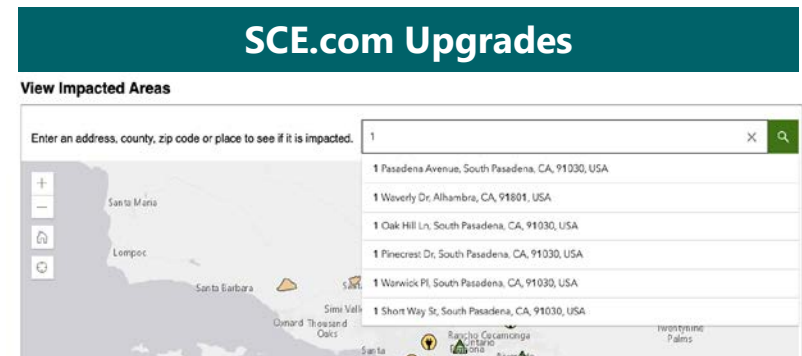 SCE.com Upgrades
View Impacted Areas
Enter an address, county, zip code or place to see if it is impacted.
1
1 Pasadena Avenue, South Pasadena, CA, 91030, USA
1 Waverly Dr, Alhambra, CA, 91801, USA
1 Oak Hill Ln, South Pasadena, CA, 91030, USA
1 Pinecrest Dr, South Pasadena, CA, 91030, USA
1 Warwick Pl, South Pasadena, CA, 91030, USA
1 Short Way St, South Pasadena, CA, 91030, USA
Santa Maria
Lompoc
Santa Barbara
Simi Vall
Oxnard Thousand
Oaks
Santa
Rancho Cucamonga
Ontario
Twentynine
Palms